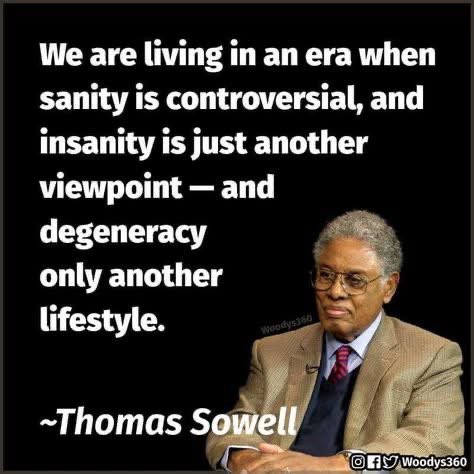 We are living in an era when
sanity is controversial, and
insanity is just another
viewpoint — and
degeneracy
only another
lifestyle.
Woodys360
~Thomas Sowell
Woodys360